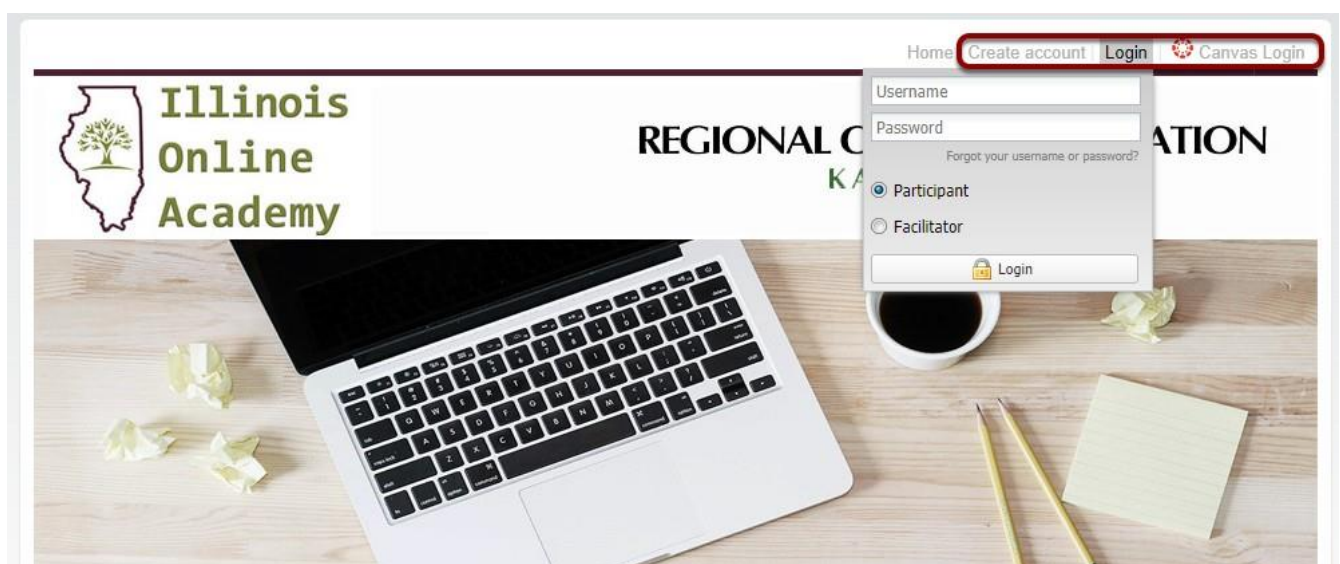 Home Create account Login Canvas Login
Illinois
Online
Academy
REGIONAL
ATION
Username
Password
Forgot your username or password?
Participant
Facilitator
Login